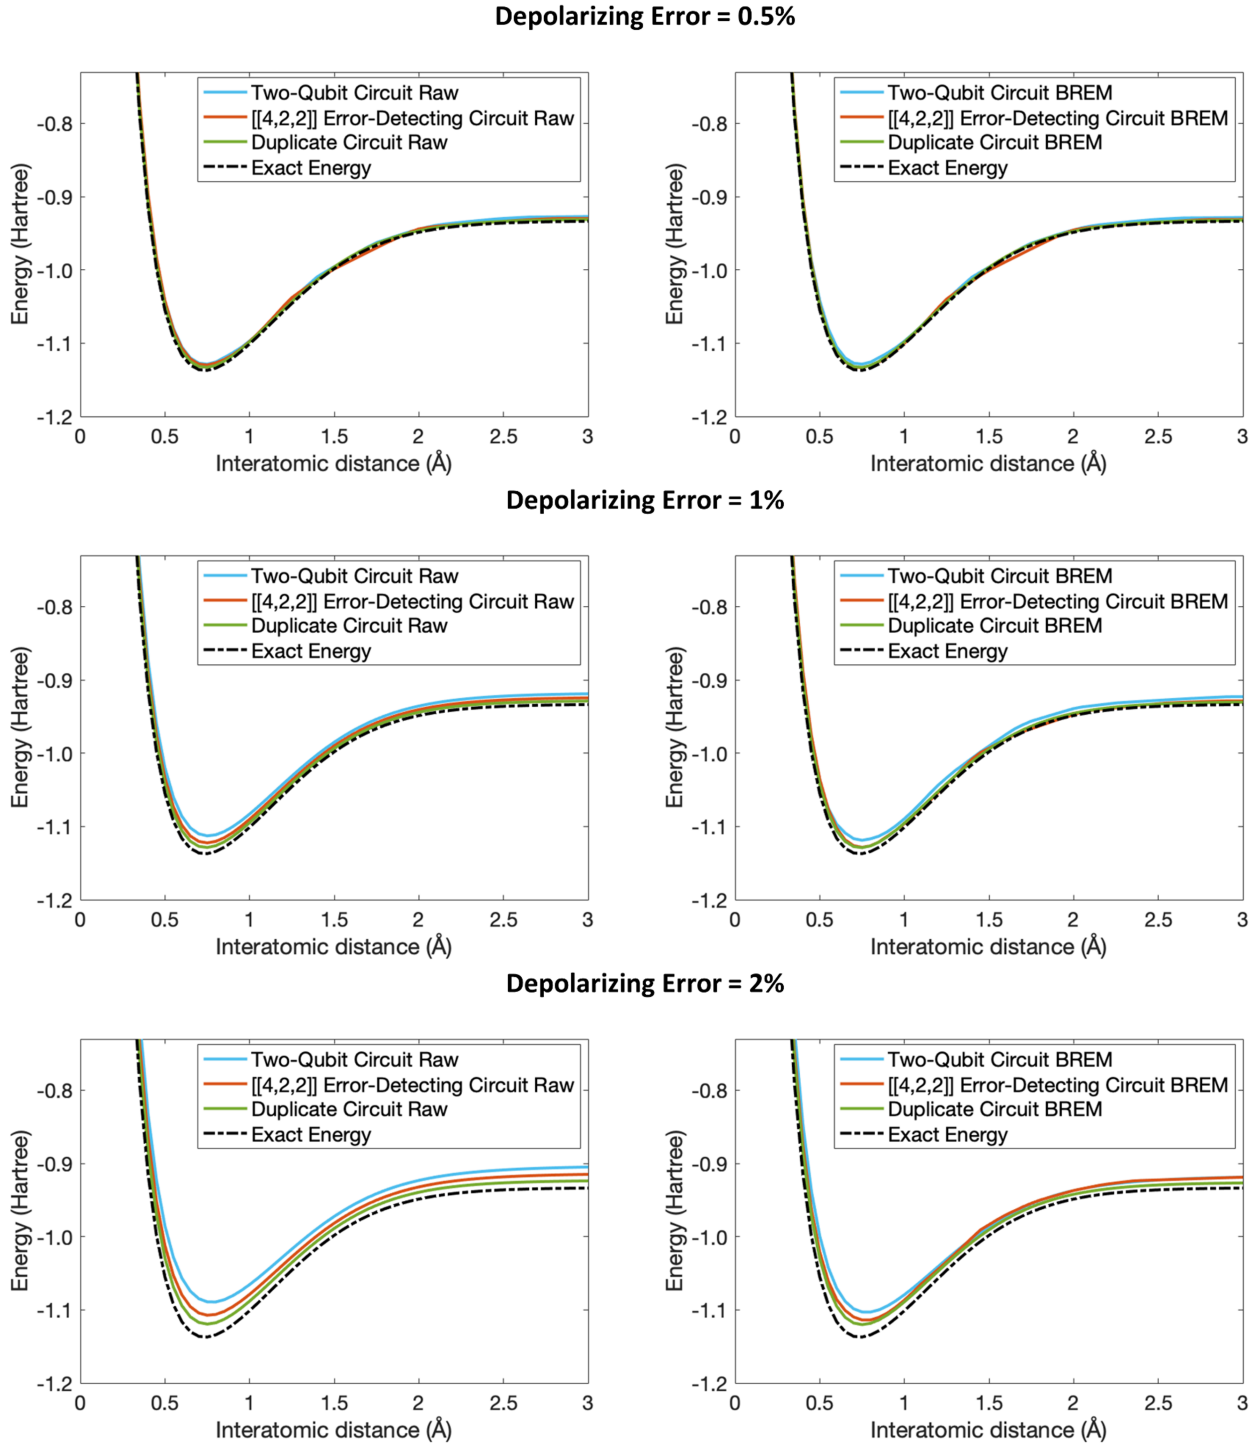 Depolarizing Error = 0.5%
Two-Qubit Circuit Raw
[[4,2,2]] Error-Detecting Circuit Raw
Duplicate Circuit Raw
Exact Energy
-0.8
-0.9
-1.0
-1.1
-1.2
Energy (Hartree)
0 0.5 1 1.5 2 2.5 3
Interatomic distance (Å)
Two-Qubit Circuit BREM
[[4,2,2]] Error-Detecting Circuit BREM
Duplicate Circuit BREM
Exact Energy
-0.8
-0.9
-1.0
-1.1
-1.2
Energy (Hartree)
0 0.5 1 1.5 2 2.5 3
Interatomic distance (Å)
Depolarizing Error = 1%
Two-Qubit Circuit Raw
[[4,2,2]] Error-Detecting Circuit Raw
Duplicate Circuit Raw
Exact Energy
-0.8
-0.9
-1.0
-1.1
-1.2
Energy (Hartree)
0 0.5 1 1.5 2 2.5 3
Interatomic distance (Å)
Two-Qubit Circuit BREM
[[4,2,2]] Error-Detecting Circuit BREM
Duplicate Circuit BREM
Exact Energy
-0.8
-0.9
-1.0
-1.1
-1.2
Energy (Hartree)
0 0.5 1 1.5 2 2.5 3
Interatomic distance (Å)
Depolarizing Error = 2%
Two-Qubit Circuit Raw
[[4,2,2]] Error-Detecting Circuit Raw
Duplicate Circuit Raw
Exact Energy
-0.8
-0.9
-1.0
-1.1
-1.2
Energy (Hartree)
0 0.5 1 1.5 2 2.5 3
Interatomic distance (Å)
Two-Qubit Circuit BREM
[[4,2,2]] Error-Detecting Circuit BREM
Duplicate Circuit BREM
Exact Energy
-0.8
-0.9
-1.0
-1.1
-1.2
Energy (Hartree)
0 0.5 1 1.5 2 2.5 3
Interatomic distance (Å)